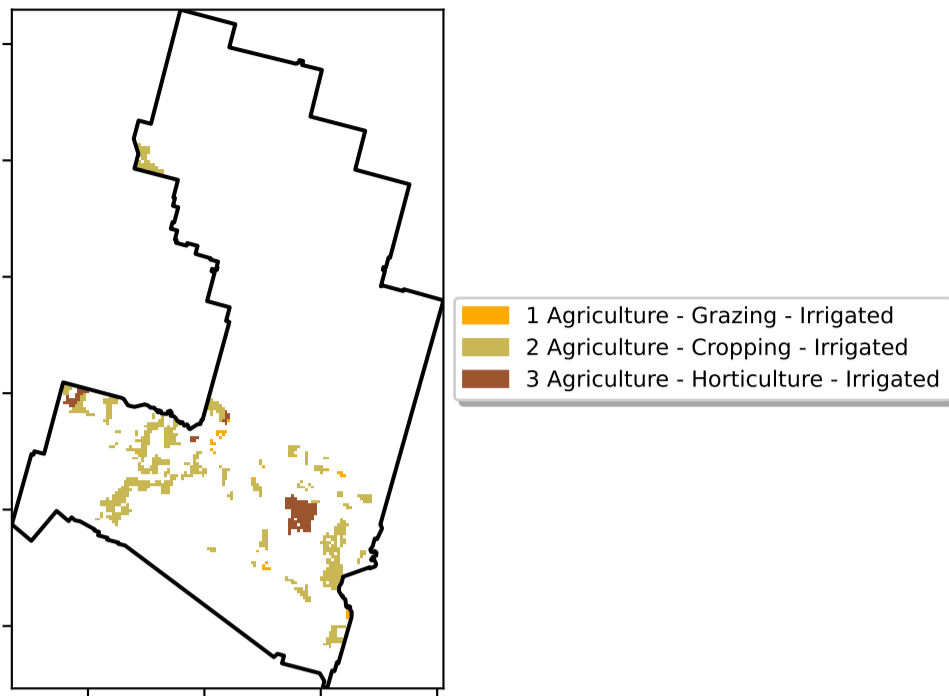 1 Agriculture - Grazing - Irrigated
2 Agriculture - Cropping - Irrigated
3 Agriculture - Horticulture - Irrigated